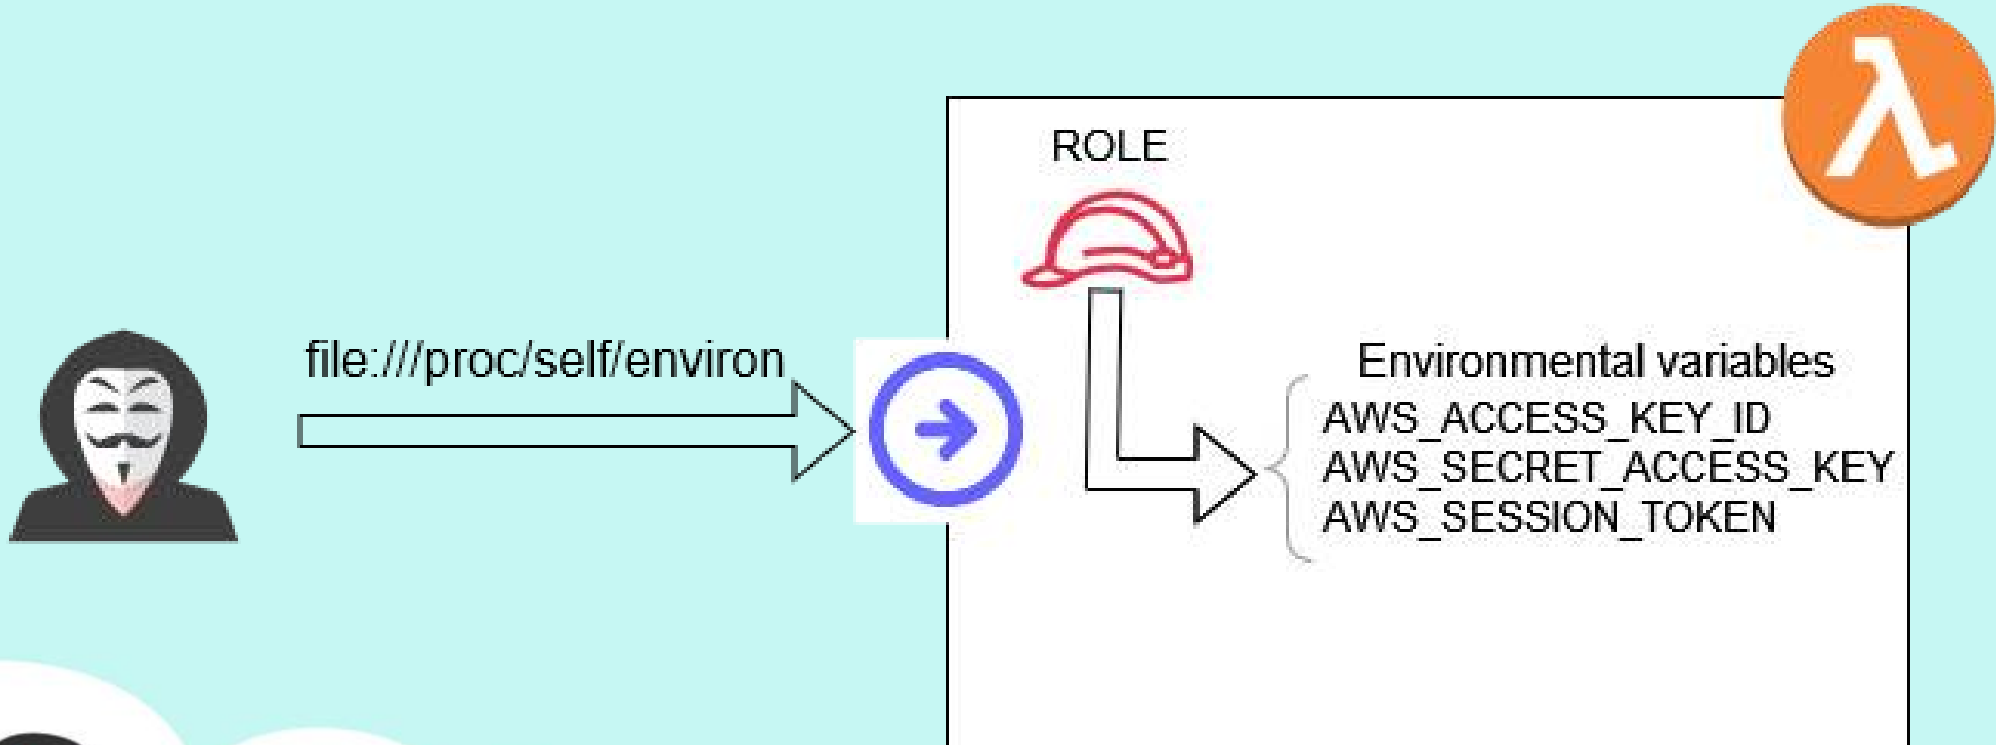 ROLE
file:///proc/self/environ
Environmental variables
AWS_ACCESS_KEY_ID
AWS_SECRET_ACCESS_KEY
AWS_SESSION_TOKEN